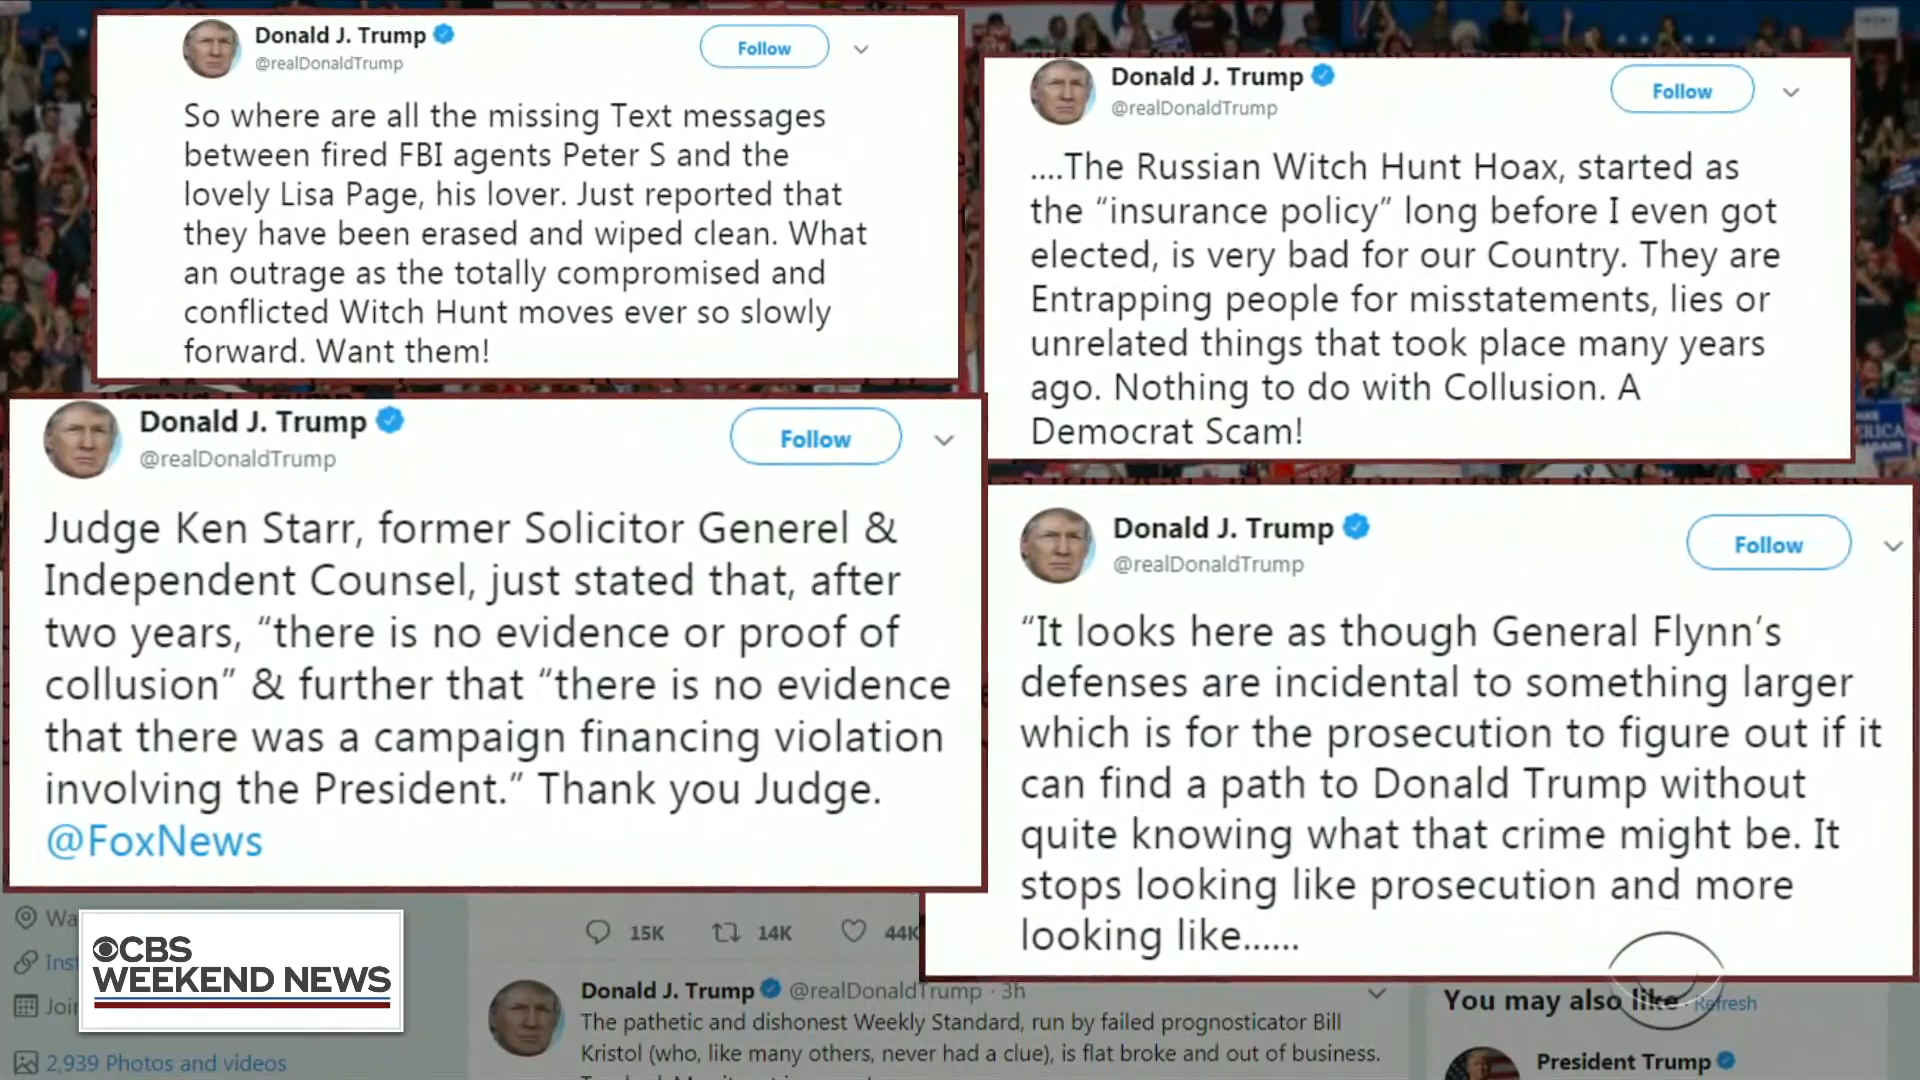 Donald J. Trump
@realDonaldTrump
Follow
So where are all the missing Text messages
between fired FBI agents Peter S and the
lovely Lisa Page, his lover. Just reported that
they have been erased and wiped clean. What
an outrage as the totally compromised and
conflicted Witch Hunt moves ever so slowly
forward. Want them!
Donald J. Trump
@realDonaldTrump
Follow
....The Russian Witch Hunt Hoax, started as
the “insurance policy” long before I even got
elected, is very bad for our Country. They are
Entrapping people for misstatements, lies or
unrelated things that took place many years
ago. Nothing to do with Collusion. A
Democrat Scam!
Donald J. Trump
@realDonaldTrump
Follow
Judge Ken Starr, former Solicitor Generel &
Independent Counsel, just stated that, after
two years, “there is no evidence or proof of
collusion” & further that “there is no evidence
that there was a campaign financing violation
involving the President.” Thank you Judge.
@FoxNews
Donald J. Trump
@realDonaldTrump
Follow
“It looks here as though General Flynn’s
defenses are incidental to something larger
which is for the prosecution to figure out if it
can find a path to Donald Trump without
quite knowing what that crime might be. It
stops looking like prosecution and more
looking like......
15K 14K 44K
Donald J. Trump @realDonaldTrump · 3h
The pathetic and dishonest Weekly Standard, run by failed prognosticator Bill
Kristol (who, like many others, never had a clue), is flat broke and out of business.
2,939 Photos and videos
CBS
WEEKEND NEWS
You may also like · Refresh
President Trump